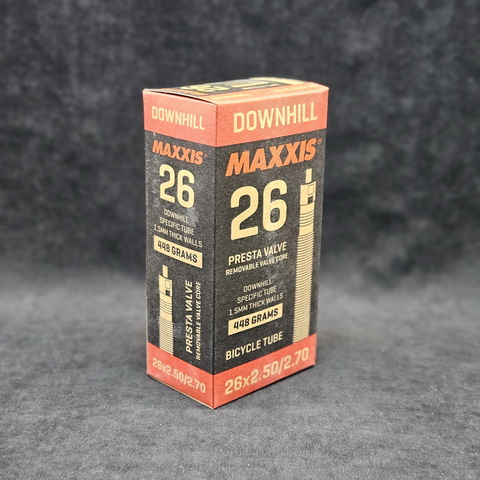 DOWNHILL
MAXXIS
26
DOWNHILL
SPECIFIC TUBE
1.5MM THICK WALLS
448 GRAMS
PRESTA VALVE
REMOVABLE VALVE CORE
26x2.50/2.70
DOWNHILL
MAXXIS®
26
PRESTA VALVE
REMOVABLE VALVE CORE
DOWNHILL
SPECIFIC TUBE
1.5MM THICK WALLS
448 GRAMS
BICYCLE TUBE
26x2.50/2.70